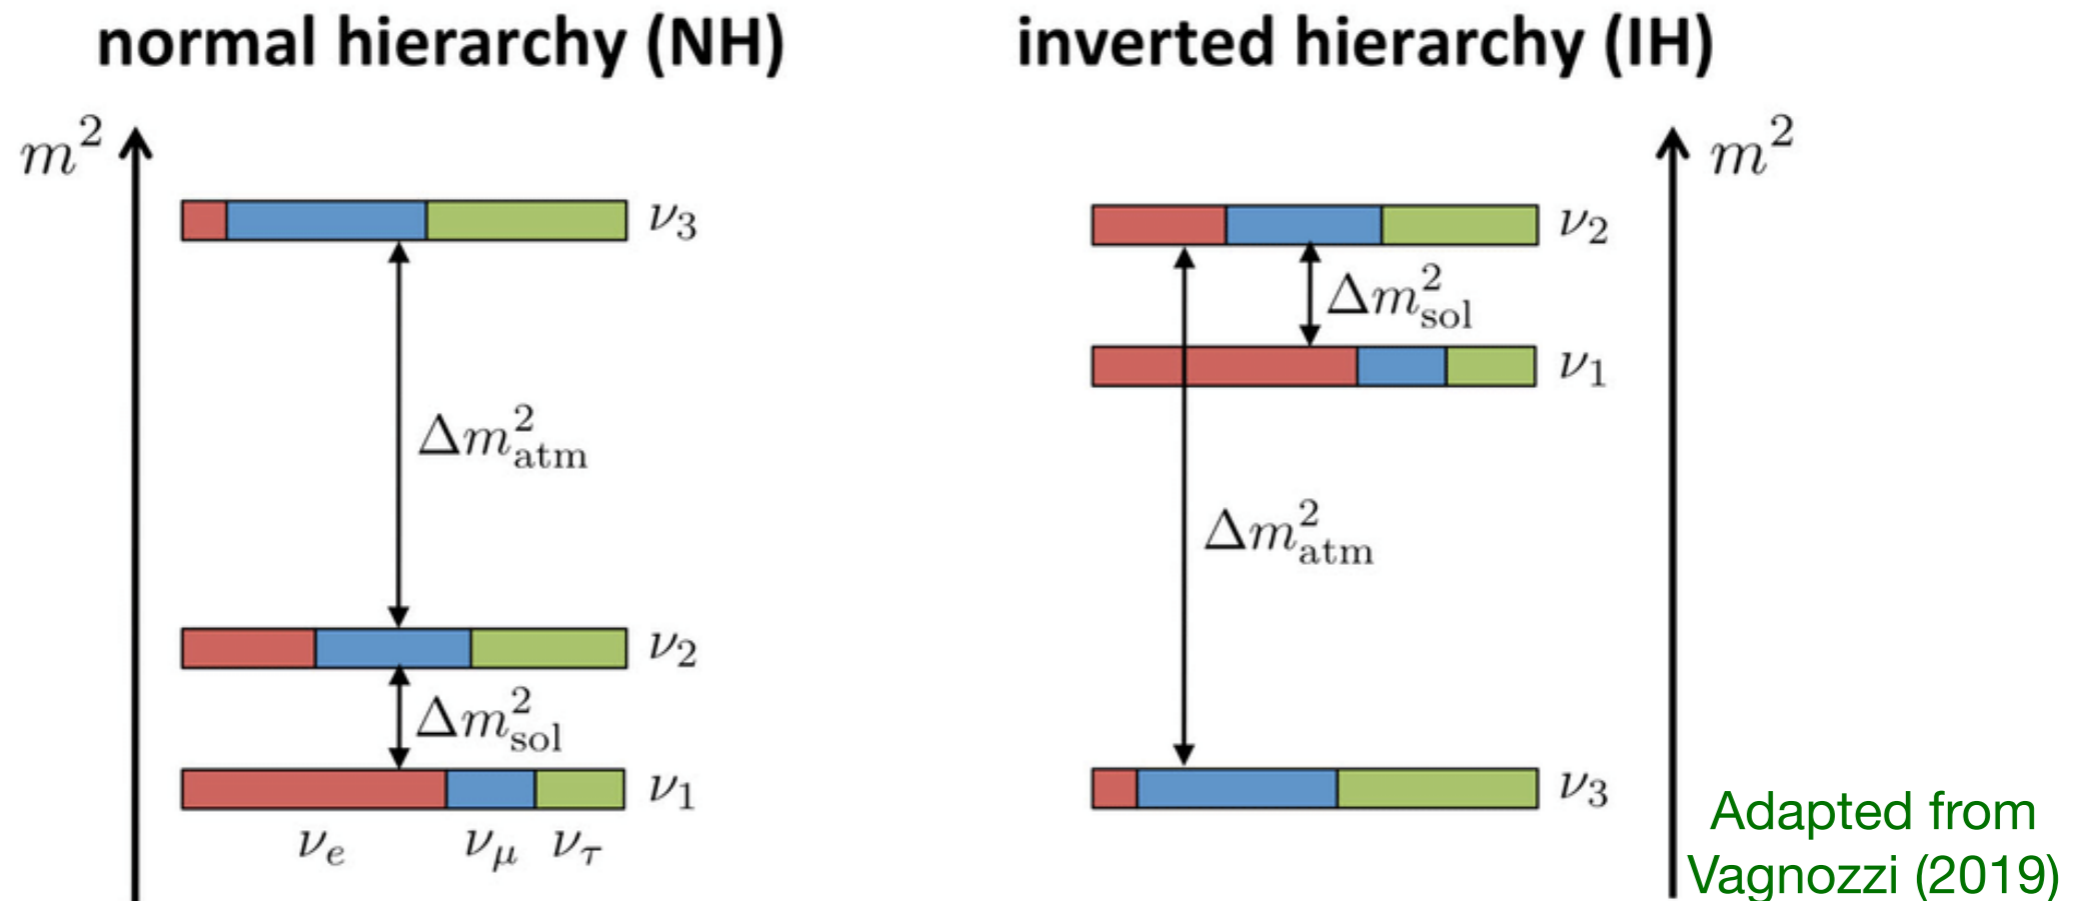 normal hierarchy (NH)
m²
ν₃
Δm²atm
ν₂
Δm²sol
ν₁
νₑ νμ ντ
inverted hierarchy (IH)
m²
ν₂
Δm²sol
ν₁
Δm²atm
ν₃
Adapted from
Vagnozzi (2019)